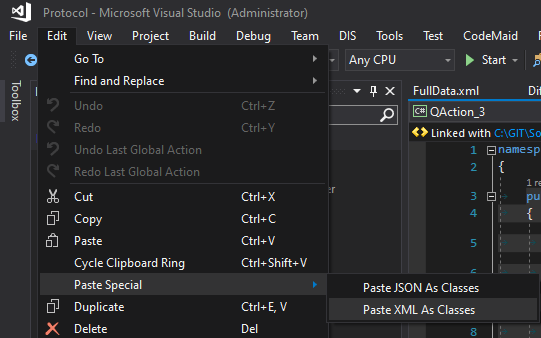 Protocol - Microsoft Visual Studio (Administrator)
File Edit View Project Build Debug Team DIS Tools Test CodeMaid
Go To
Any CPU
Start
Find and Replace
Toolbox
Undo Ctrl+Z
FullData.xml
Redo Ctrl+Y
C# QAction_3
Undo Last Global Action
Linked with C:\GIT\So
Redo Last Global Action
1 namesp
2 {
Cut Ctrl+X
1 re
3 pu
Copy Ctrl+C
4 {
Paste Ctrl+V
5
Cycle Clipboard Ring Ctrl+Shift+V
6
Paste Special
Paste JSON As Classes
Duplicate Ctrl+E, V
Paste XML As Classes
Delete Del
8